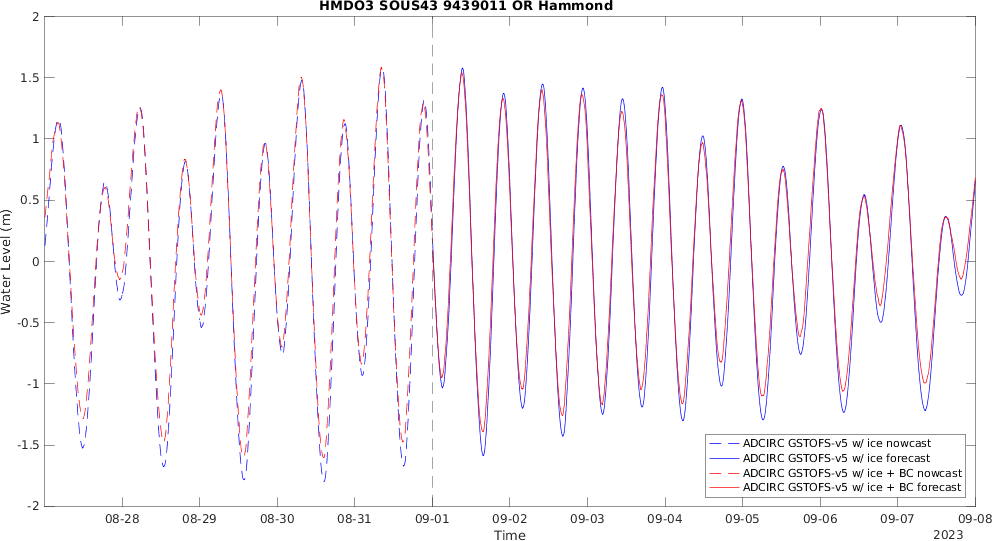 HMDO3 SOUS43 9439011 OR Hammond
2
1.5
1
0.5
0
-0.5
-1
-1.5
-2
Water Level (m)
ADCIRC GSTOFS-v5 w/ ice nowcast
ADCIRC GSTOFS-v5 w/ ice forecast
ADCIRC GSTOFS-v5 w/ ice + BC nowcast
ADCIRC GSTOFS-v5 w/ ice + BC forecast
08-28 08-29 08-30 08-31 09-01 09-02 09-03 09-04 09-05 09-06 09-07 09-08
Time
2023